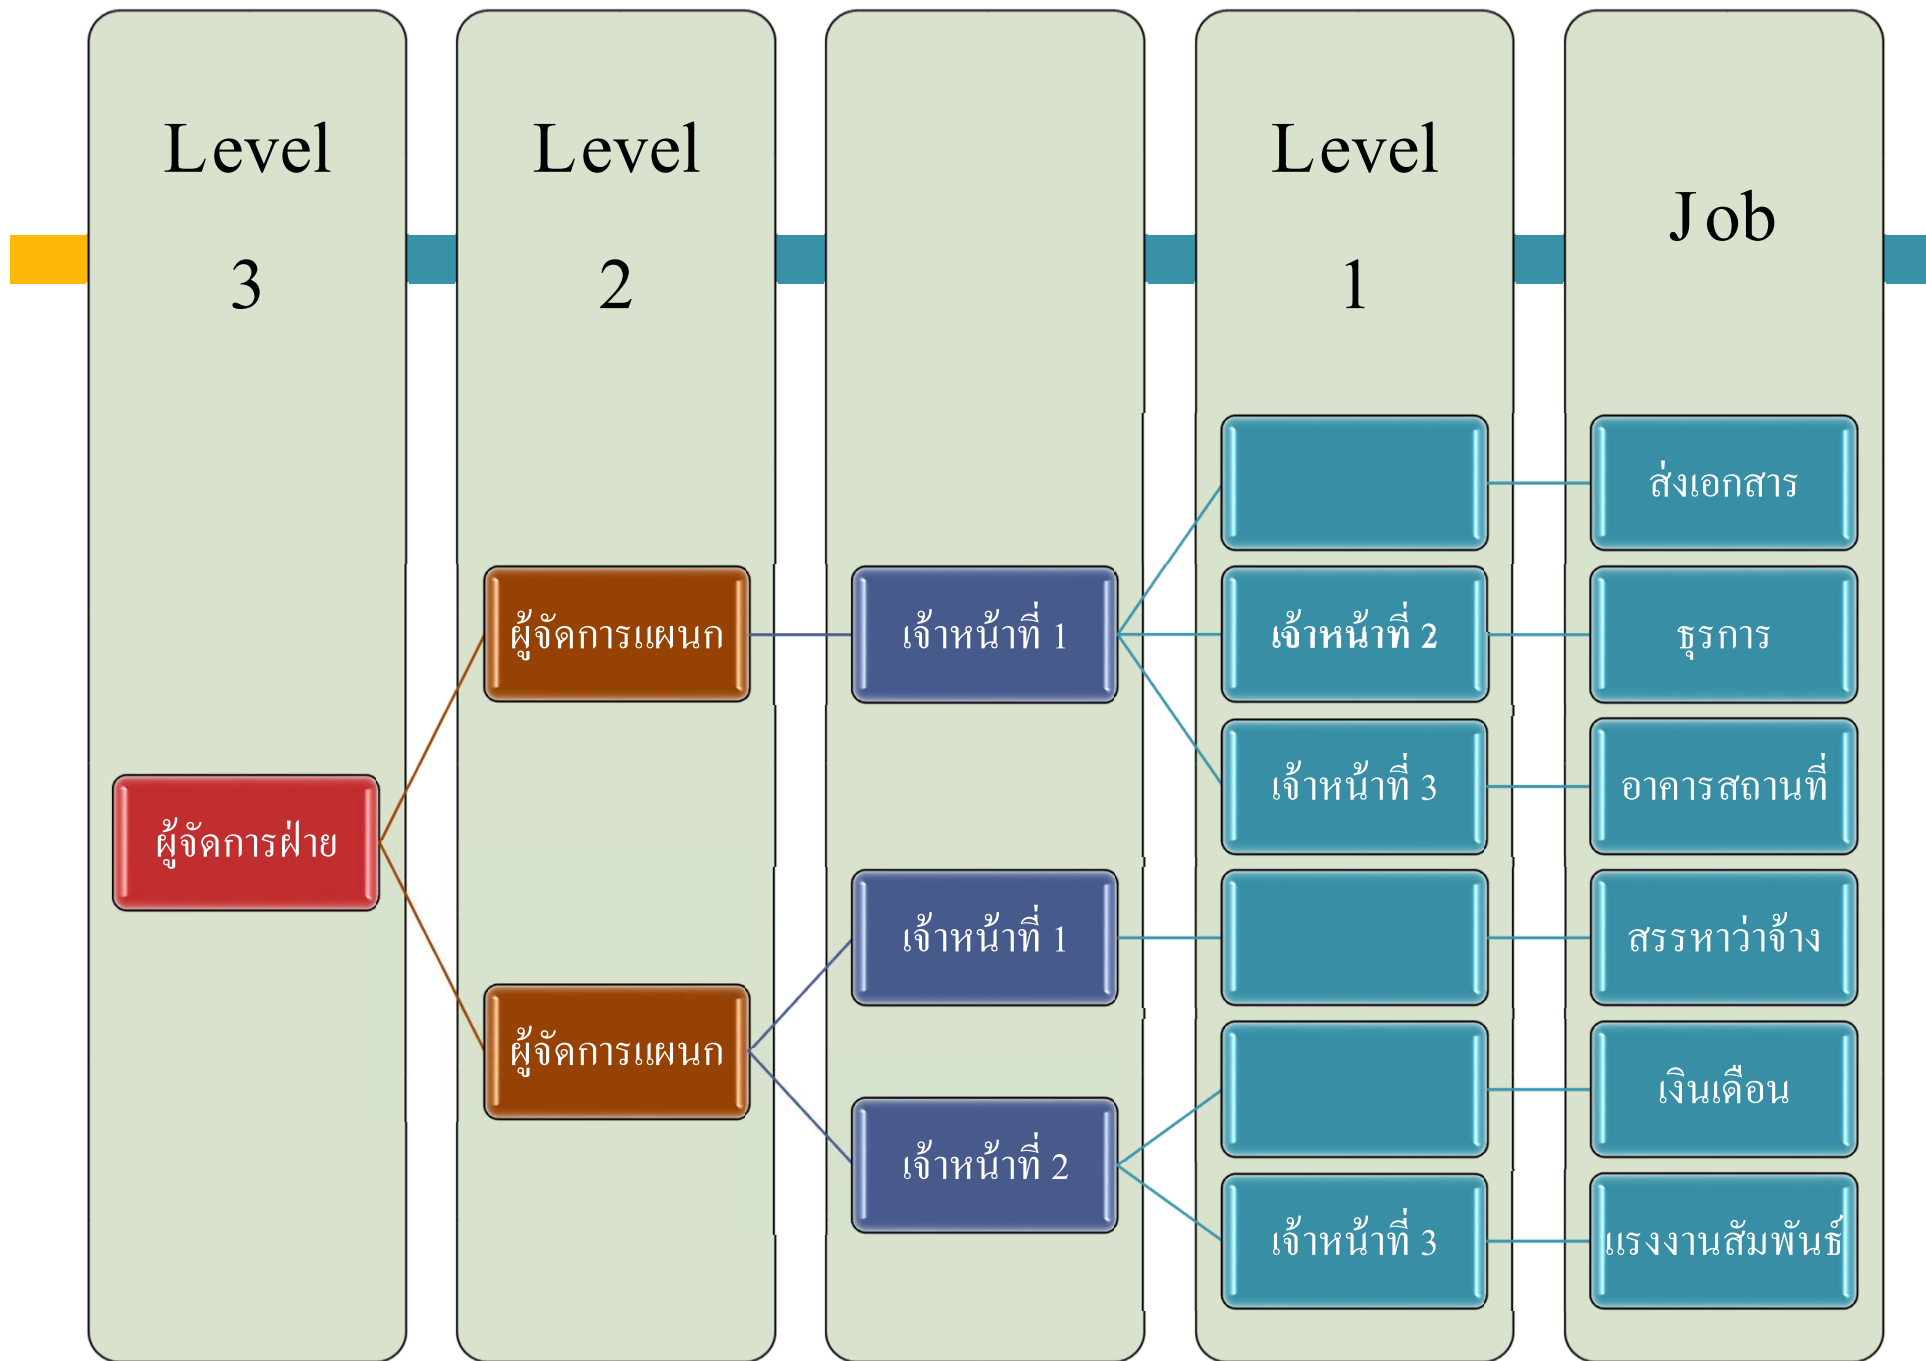 Level
3
Level
2
Level
1
Job
ผู้จัดการฝ่าย
ผู้จัดการแผนก
ผู้จัดการแผนก
เจ้าหน้าที่ 1
เจ้าหน้าที่ 1
เจ้าหน้าที่ 2
เจ้าหน้าที่ 2
เจ้าหน้าที่ 3
เจ้าหน้าที่ 3
ส่งเอกสาร
ธุรการ
อาคารสถานที่
สรรหาว่าจ้าง
เงินเดือน
แรงงานสัมพันธ์